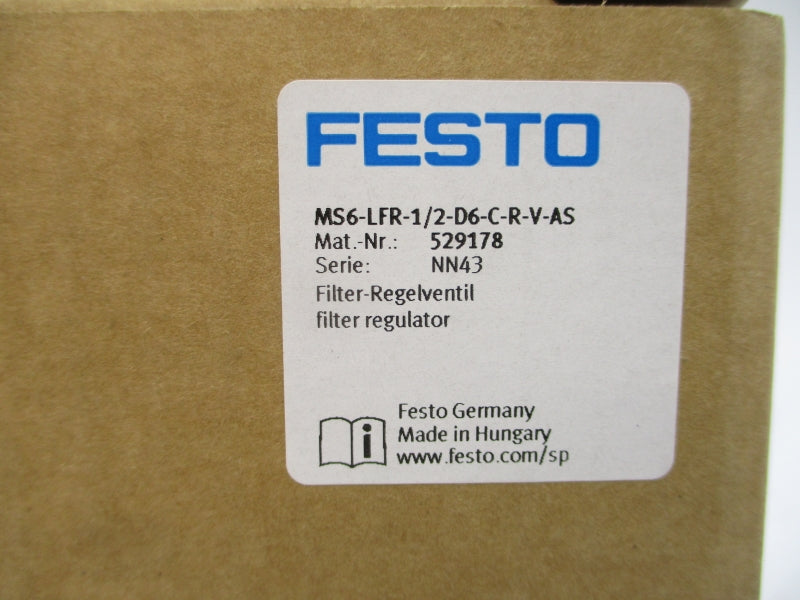 FESTO
MS6-LFR-1/2-D6-C-R-V-AS
Mat.-Nr.: 529178
Serie: NN43
Filter-Regelventil
filter regulator
i
Festo Germany
Made in Hungary
www.festo.com/sp